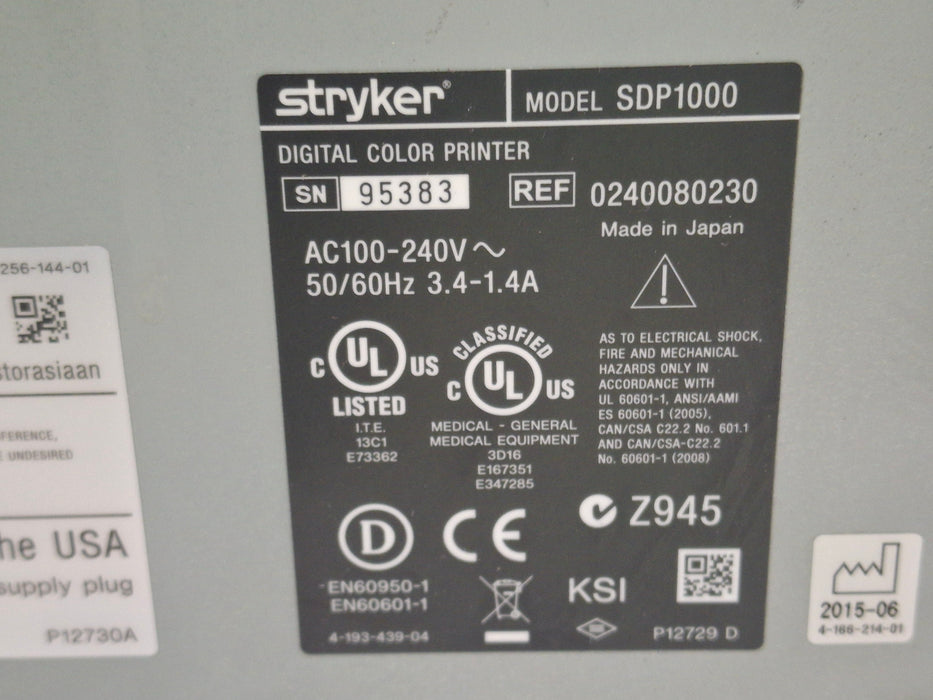 stryker®
MODEL SDP1000
DIGITAL COLOR PRINTER
SN 95383
REF 0240080230
Made in Japan
AC100-240V
50/60Hz 3.4-1.4A
C UL US
LISTED
I.T.E.
13C1
E73362
CLASSIFIED
C UL US
MEDICAL - GENERAL
MEDICAL EQUIPMENT
3D16
E167351
E347285
AS TO ELECTRICAL SHOCK,
FIRE AND MECHANICAL
HAZARDS ONLY IN
ACCORDANCE WITH
UL 60601-1, ANSI/AAMI
ES 60601-1 (2005),
CAN/CSA C22.2 No. 601.1
AND CAN/CSA-C22.2
No. 60601-1 (2008)
Z945
D
CE
EN60950-1
EN60601-1
KSI
4-193-439-04
P12729 D
256-144-01
storasiaan
FERENCE,
E UNDESIRED
he USA
supply plug
P12730A
2015-06
4-166-214-01